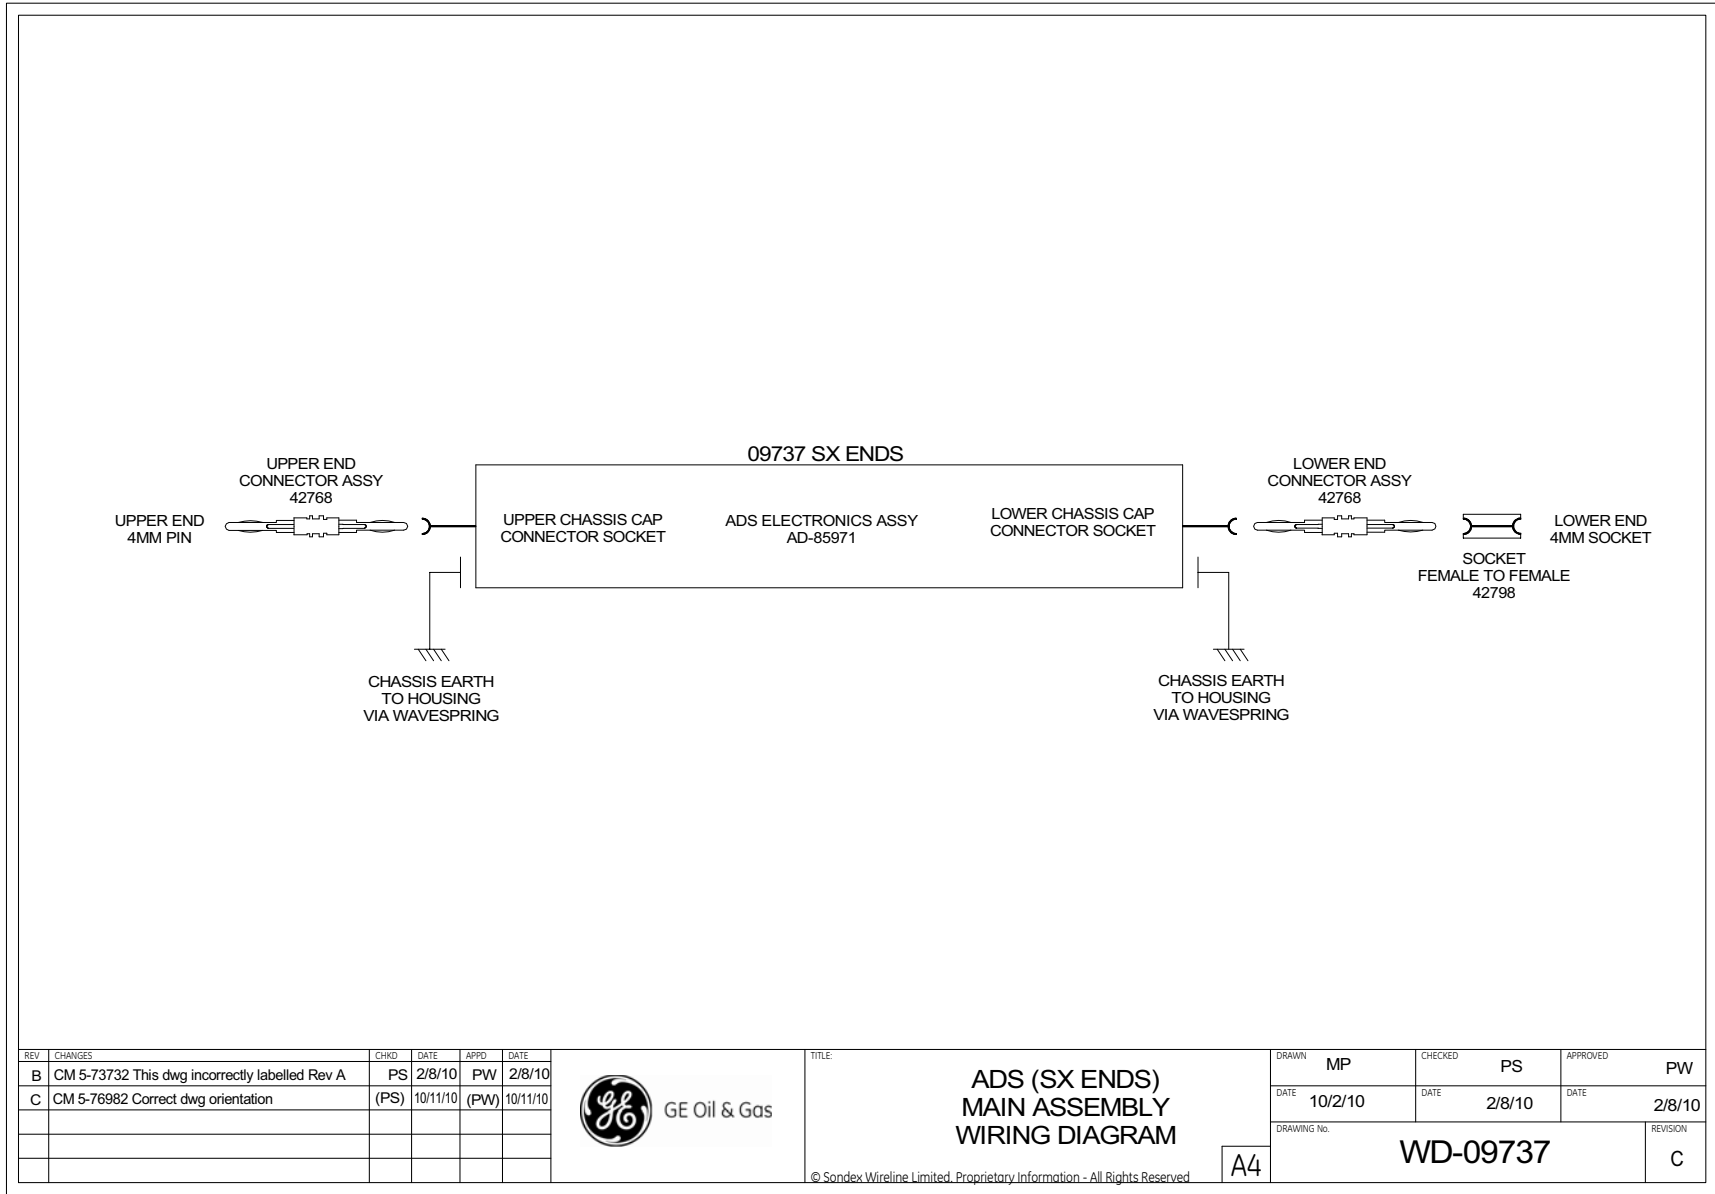 09737 SX ENDS
UPPER END
CONNECTOR ASSY
42768
UPPER END
4MM PIN
UPPER CHASSIS CAP
CONNECTOR SOCKET
ADS ELECTRONICS ASSY
AD-85971
LOWER CHASSIS CAP
CONNECTOR SOCKET
LOWER END
CONNECTOR ASSY
42768
LOWER END
4MM SOCKET
SOCKET
FEMALE TO FEMALE
42798
CHASSIS EARTH
TO HOUSING
VIA WAVESPRING
CHASSIS EARTH
TO HOUSING
VIA WAVESPRING
REV CHANGES CHKD DATE APPD DATE
B CM 5-73732 This dwg incorrectly labelled Rev A PS 2/8/10 PW 2/8/10
C CM 5-76982 Correct dwg orientation (PS) 10/11/10 (PW) 10/11/10
GE GE Oil & Gas
TITLE:
ADS (SX ENDS)
MAIN ASSEMBLY
WIRING DIAGRAM
© Sondex Wireline Limited. Proprietary Information - All Rights Reserved
A4
DRAWN MP CHECKED PS APPROVED PW
DATE 10/2/10 DATE 2/8/10 DATE 2/8/10
DRAWING No. REVISION
WD-09737 C